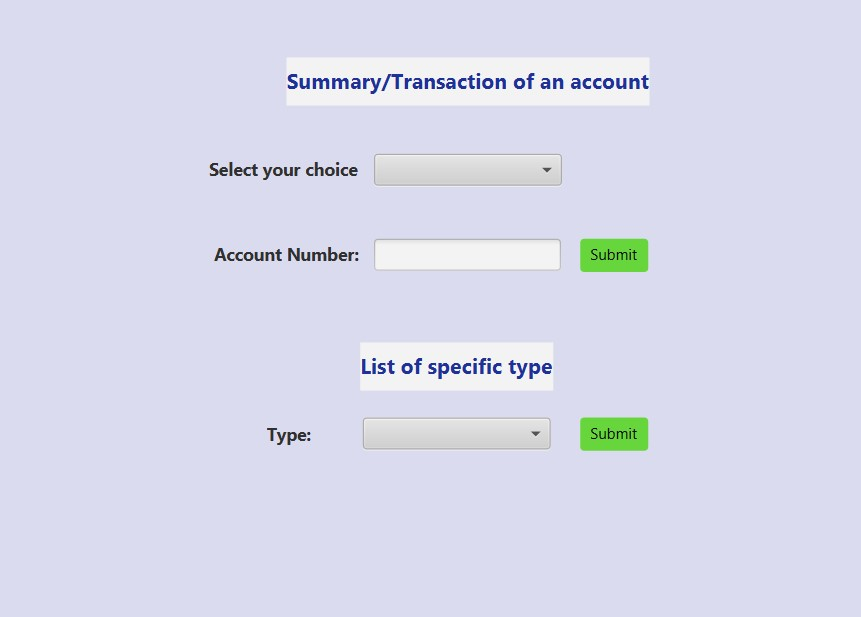 Summary/Transaction of an account
Select your choice
Account Number:
Submit
List of specific type
Type:
Submit